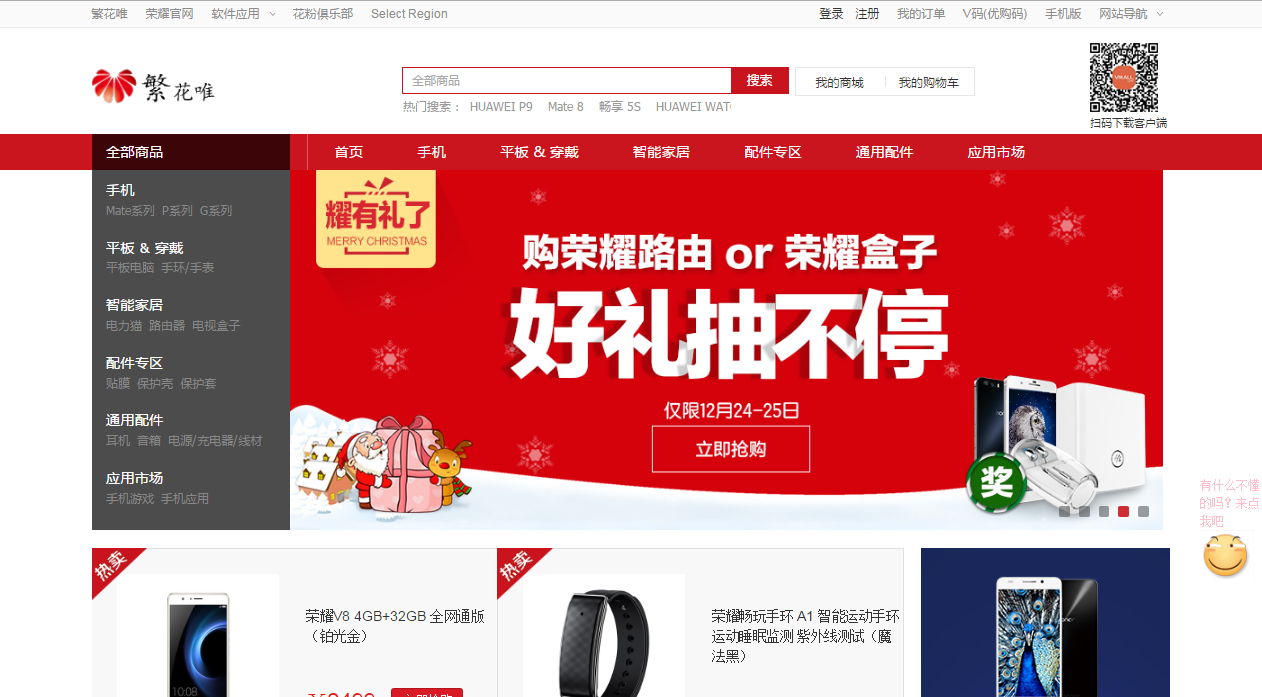 繁花唯 荣耀官网 软件应用 花粉俱乐部 Select Region 登录 注册 我的订单 V码(优购码) 手机版 网站导航
繁花唯
全部商品 搜索 我的商城 我的购物车
VMALL
热门搜索： HUAWEI P9 Mate 8 畅享 5S HUAWEI WAT
扫码下载客户端
全部商品 首页 手机 平板 & 穿戴 智能家居 配件专区 通用配件 应用市场
手机
Mate系列 P系列 G系列
平板 & 穿戴
平板电脑 手环/手表
智能家居
电力猫 路由器 电视盒子
配件专区
贴膜 保护壳 保护套
通用配件
耳机 音箱 电源/充电器/线材
应用市场
手机游戏 手机应用
耀有礼了
MERRY CHRISTMAS
购荣耀路由 or 荣耀盒子
好礼抽不停
仅限12月24-25日
立即抢购
奖
有什么不懂
的吗？来点
我吧
热卖
荣耀V8 4GB+32GB 全网通版
（铂光金）
10:08
热卖
荣耀畅玩手环 A1 智能运动手环
运动睡眠监测 紫外线测试（魔
法黑）